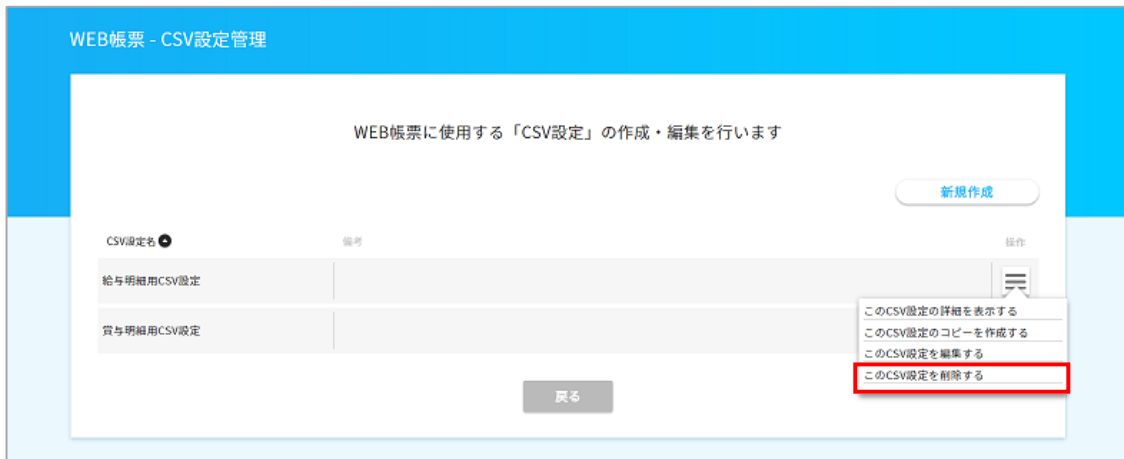 WEB帳票 - CSV設定管理
WEB帳票に使用する「CSV設定」の作成・編集を行います
新規作成
CSV設定名 備考 操作
給与明細用CSV設定
このCSV設定の詳細を表示する
賞与明細用CSV設定
このCSV設定のコピーを作成する
このCSV設定を編集する
このCSV設定を削除する
戻る